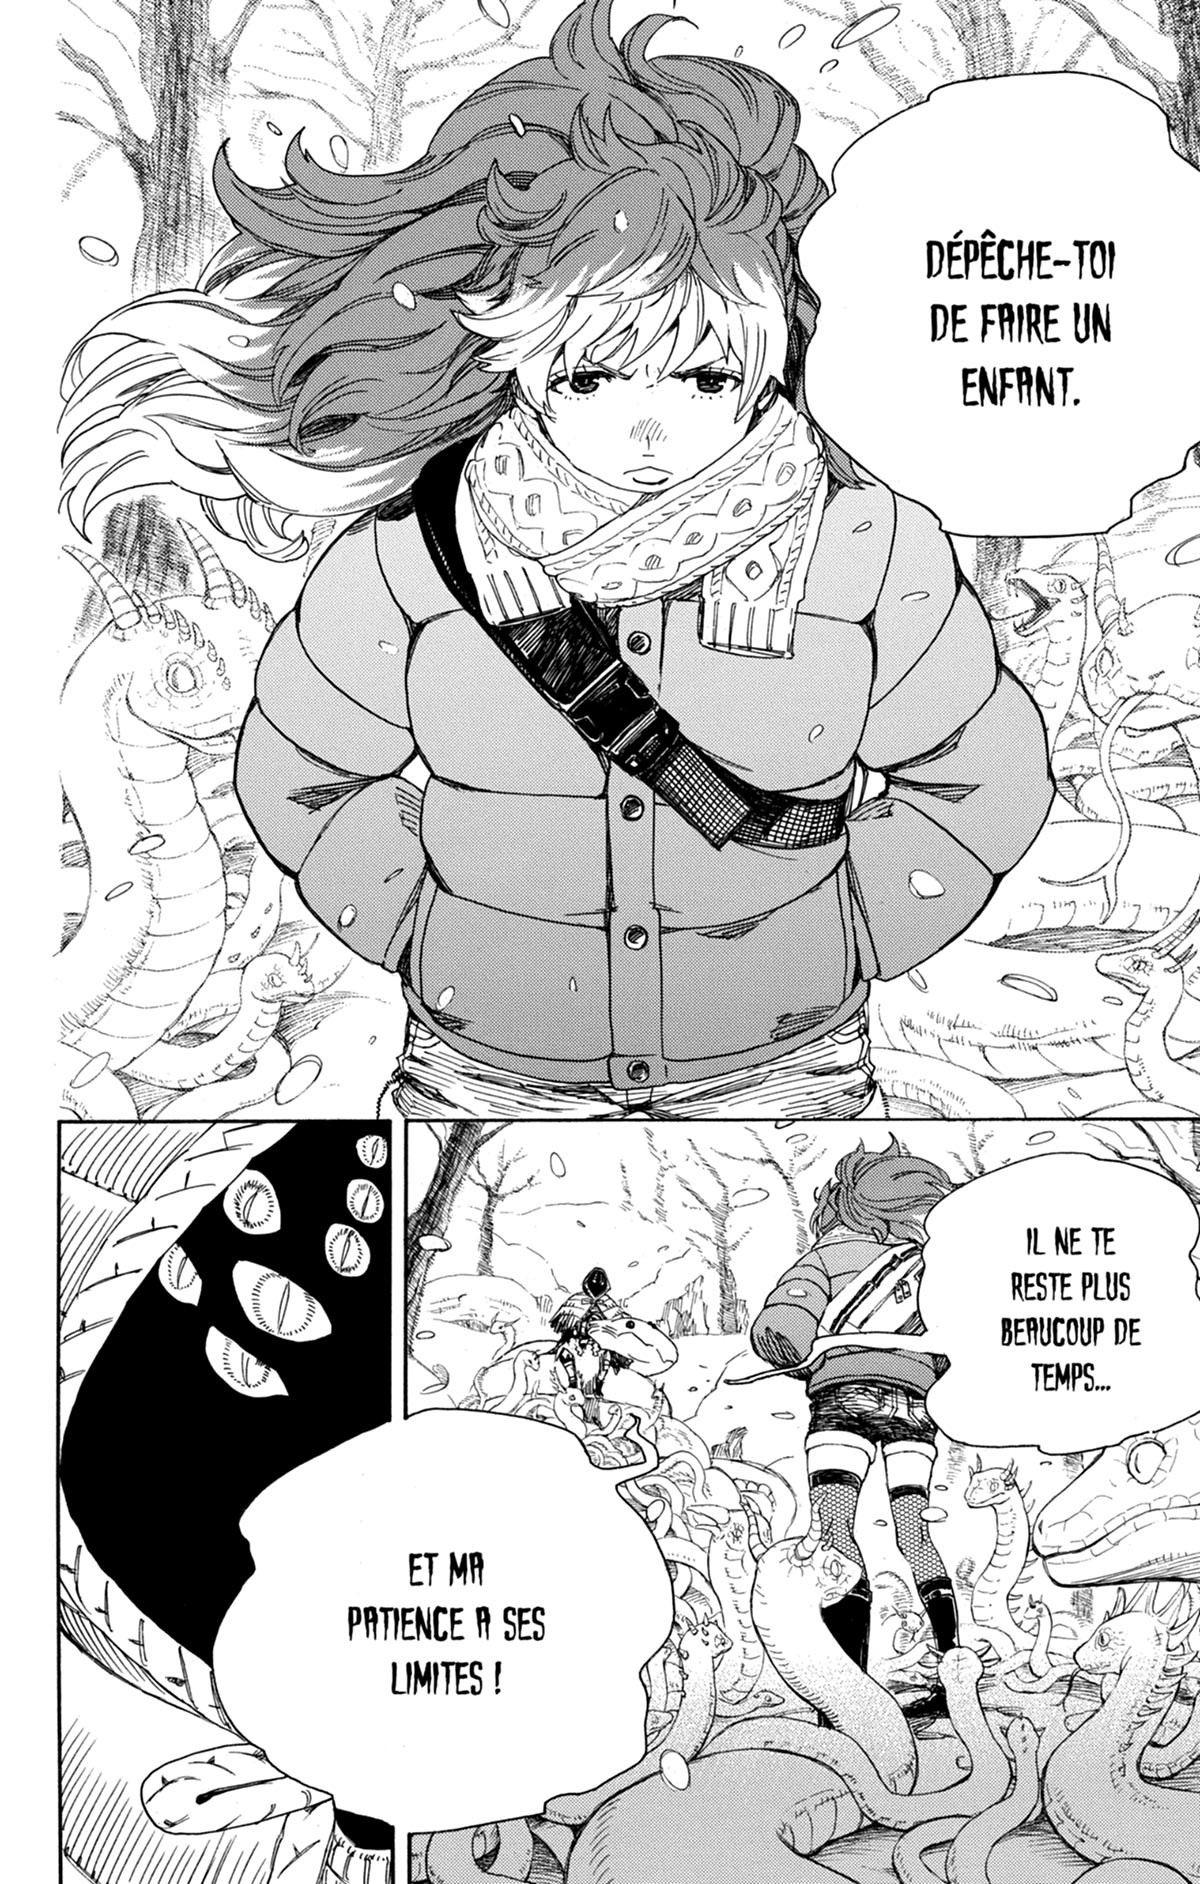 DÉPÊCHE-TOI
DE FAIRE UN
ENFANT.
IL NE TE
RESTE PLUS
BEAUCOUP DE
TEMPS...
ET MA
PATIENCE A SES
LIMITES !